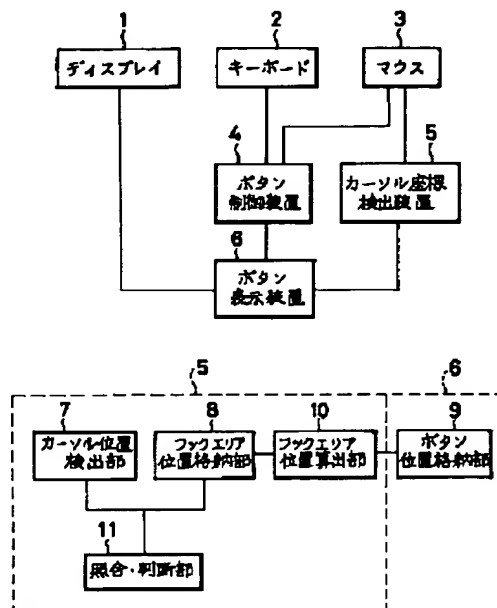 1
2
3
ディスプレイ
キーボード
マウス
4
5
ボタン
制御装置
カーソル座標
検出装置
6
ボタン
表示装置
5
6
7
8
10
9
カーソル位置
検出部
フックエリア
位置格納部
フックエリア
位置算出部
ボタン
位置格納部
11
照合・判断部